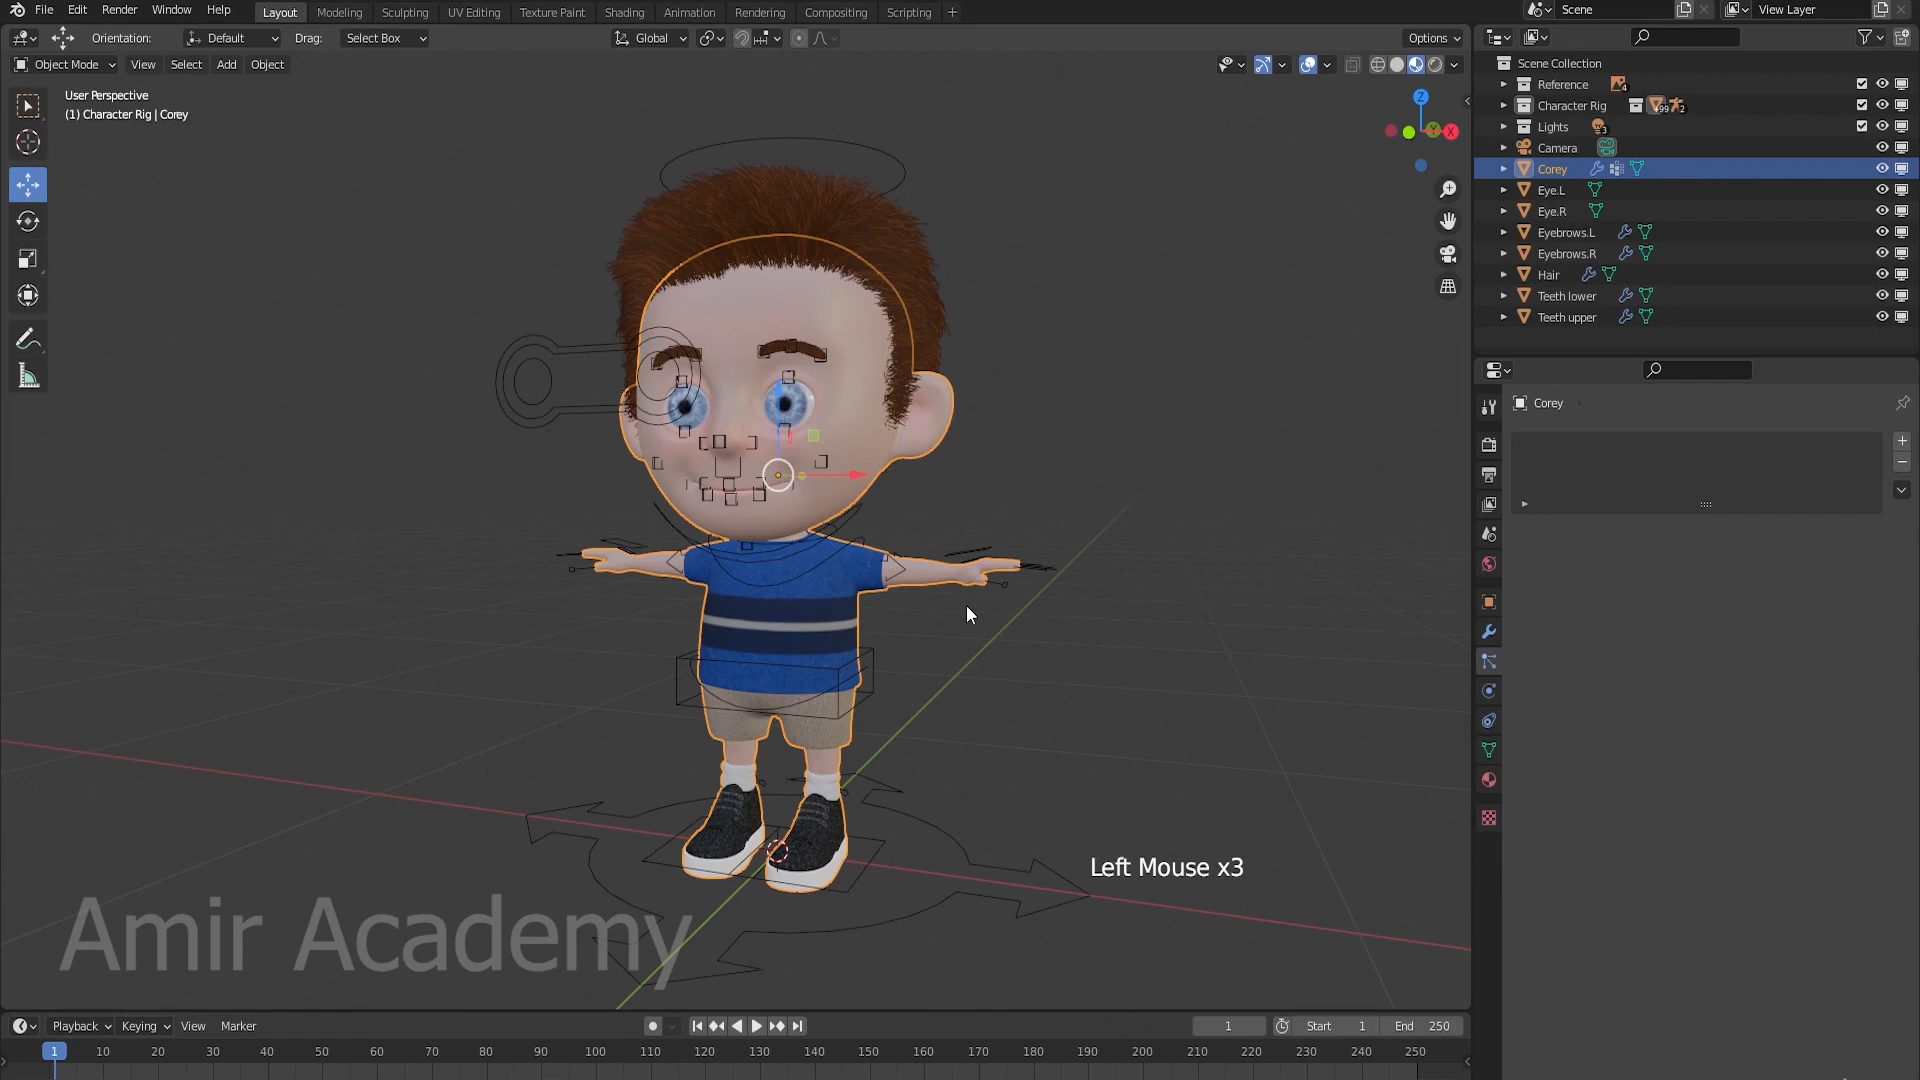 File Edit Render Window Help Layout Modeling Sculpting UV Editing Texture Paint Shading Animation Rendering Compositing Scripting + Scene View Layer
Orientation: Default Drag: Select Box Global Options
Object Mode View Select Add Object
User Perspective
(1) Character Rig | Corey
Z
Y
X
Scene Collection
Reference 4
Character Rig +99 2
Lights 3
Camera
Corey
Eye.L
Eye.R
Eyebrows.L
Eyebrows.R
Hair
Teeth lower
Teeth upper
Corey
Left Mouse x3
Amir Academy
Playback Keying View Marker 1 Start 1 End 250
1 10 20 30 40 50 60 70 80 90 100 110 120 130 140 150 160 170 180 190 200 210 220 230 240 250